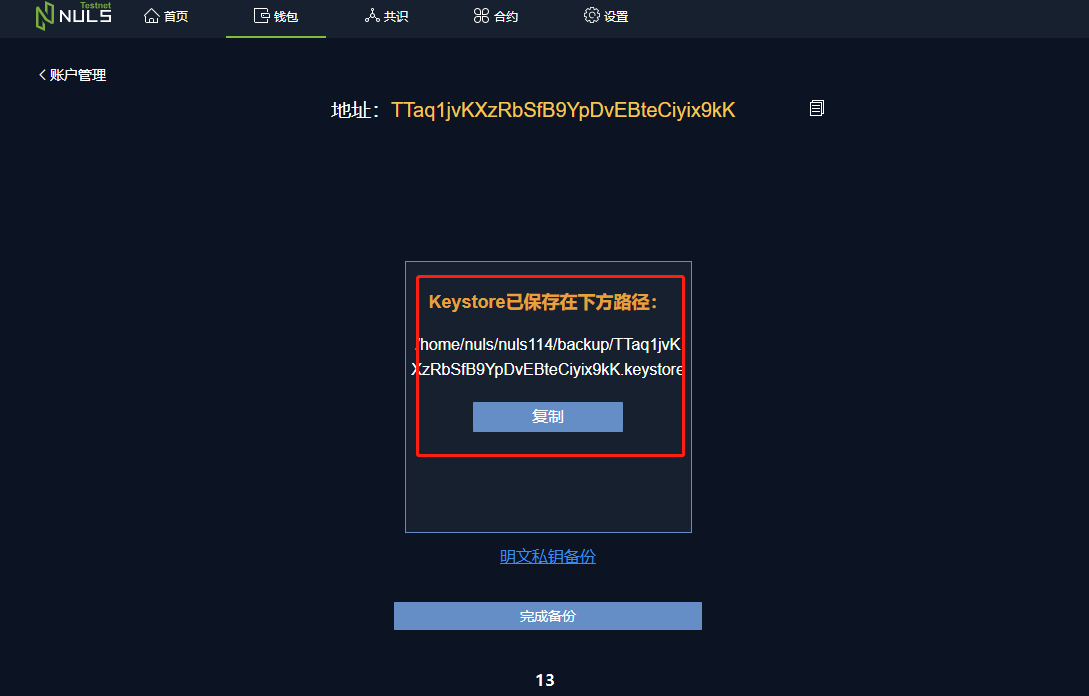 Testnet
NULS
首页
钱包
共识
合约
设置
账户管理
地址：TTaq1jvKXzRbSfB9YpDvEBteCiyix9kK
Keystore已保存在下方路径：
/home/nuls/nuls114/backup/TTaq1jvK
XzRbSfB9YpDvEBteCiyix9kK.keystore
复制
明文私钥备份
完成备份
13